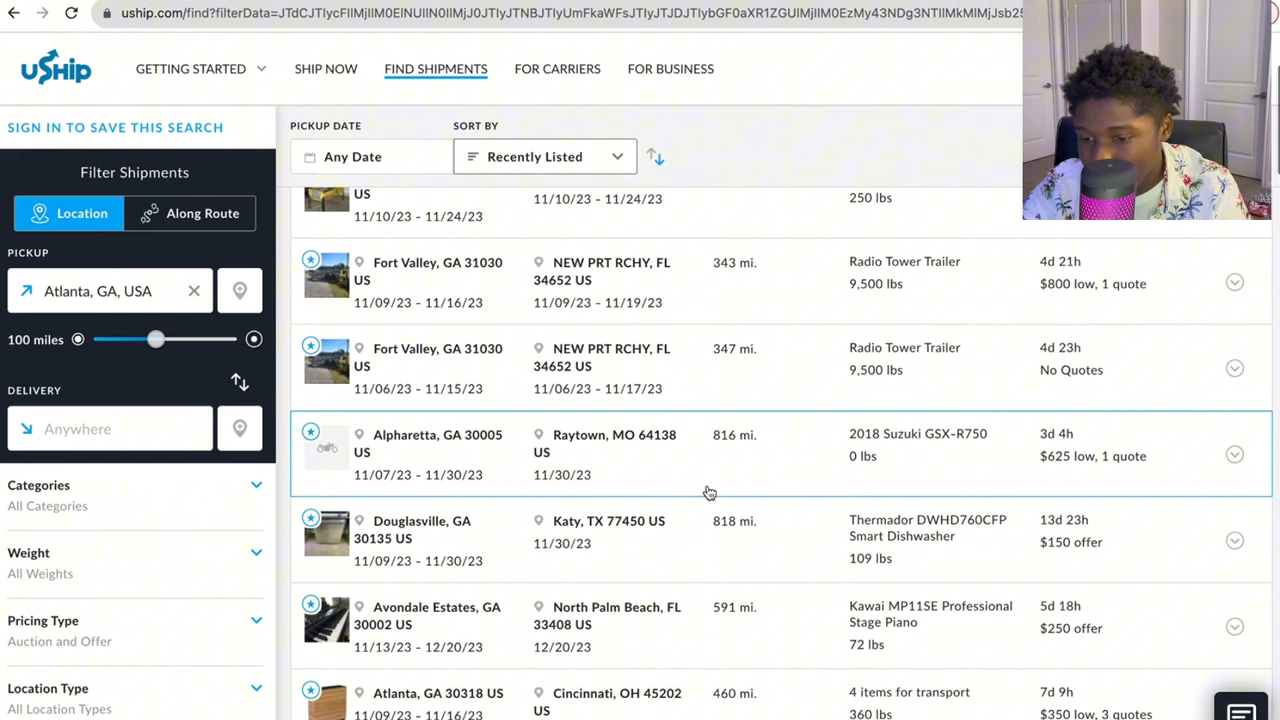 uship.com/find?filterData=
uShip
GETTING STARTED
SHIP NOW
FIND SHIPMENTS
FOR CARRIERS
FOR BUSINESS
SIGN IN TO SAVE THIS SEARCH
Filter Shipments
Location
Along Route
PICKUP
Atlanta, GA, USA
100 miles
DELIVERY
Anywhere
Categories
All Categories
Weight
All Weights
Pricing Type
Auction and Offer
Location Type
All Location Types
PICKUP DATE
SORT BY
Any Date
Recently Listed
US
11/10/23 - 11/24/23
11/10/23 - 11/24/23
250 lbs
Fort Valley, GA 31030
US
11/09/23 - 11/16/23
NEW PRT RCHY, FL
34652 US
11/09/23 - 11/19/23
343 mi.
Radio Tower Trailer
9,500 lbs
4d 21h
$800 low, 1 quote
Fort Valley, GA 31030
US
11/06/23 - 11/15/23
NEW PRT RCHY, FL
34652 US
11/06/23 - 11/17/23
347 mi.
Radio Tower Trailer
9,500 lbs
4d 23h
No Quotes
Alpharetta, GA 30005
US
11/07/23 - 11/30/23
Raytown, MO 64138
US
11/30/23
816 mi.
2018 Suzuki GSX-R750
0 lbs
3d 4h
$625 low, 1 quote
Douglasville, GA
30135 US
11/09/23 - 11/30/23
Katy, TX 77450 US
11/30/23
818 mi.
Thermador DWHD760CFP
Smart Dishwasher
109 lbs
13d 23h
$150 offer
Avondale Estates, GA
30002 US
11/13/23 - 12/20/23
North Palm Beach, FL
33408 US
12/20/23
591 mi.
Kawai MP11SE Professional
Stage Piano
72 lbs
5d 18h
$250 offer
Atlanta, GA 30318 US
11/09/23 - 11/16/23
Cincinnati, OH 45202
US
460 mi.
4 items for transport
360 lbs
7d 9h
$350 low, 3 quotes